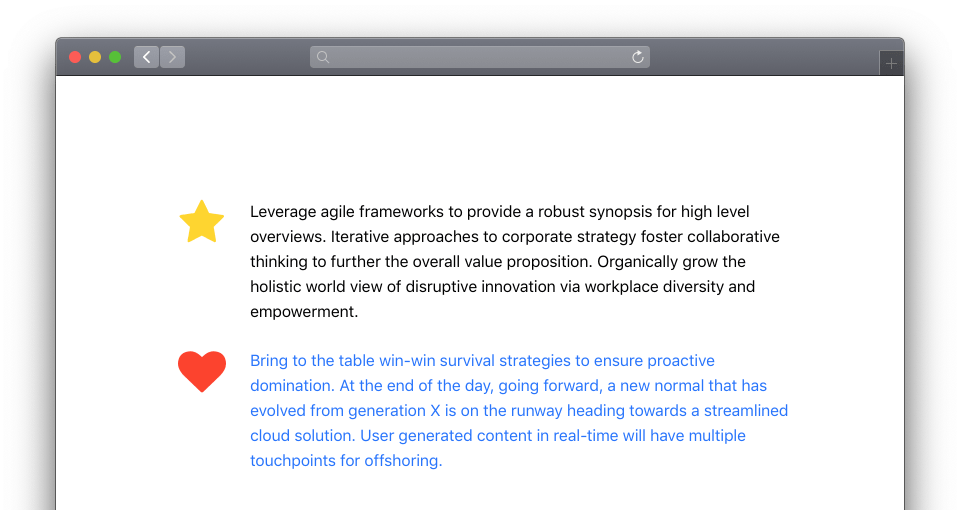 Leverage agile frameworks to provide a robust synopsis for high level
overviews. Iterative approaches to corporate strategy foster collaborative
thinking to further the overall value proposition. Organically grow the
holistic world view of disruptive innovation via workplace diversity and
empowerment.
Bring to the table win-win survival strategies to ensure proactive
domination. At the end of the day, going forward, a new normal that has
evolved from generation X is on the runway heading towards a streamlined
cloud solution. User generated content in real-time will have multiple
touchpoints for offshoring.